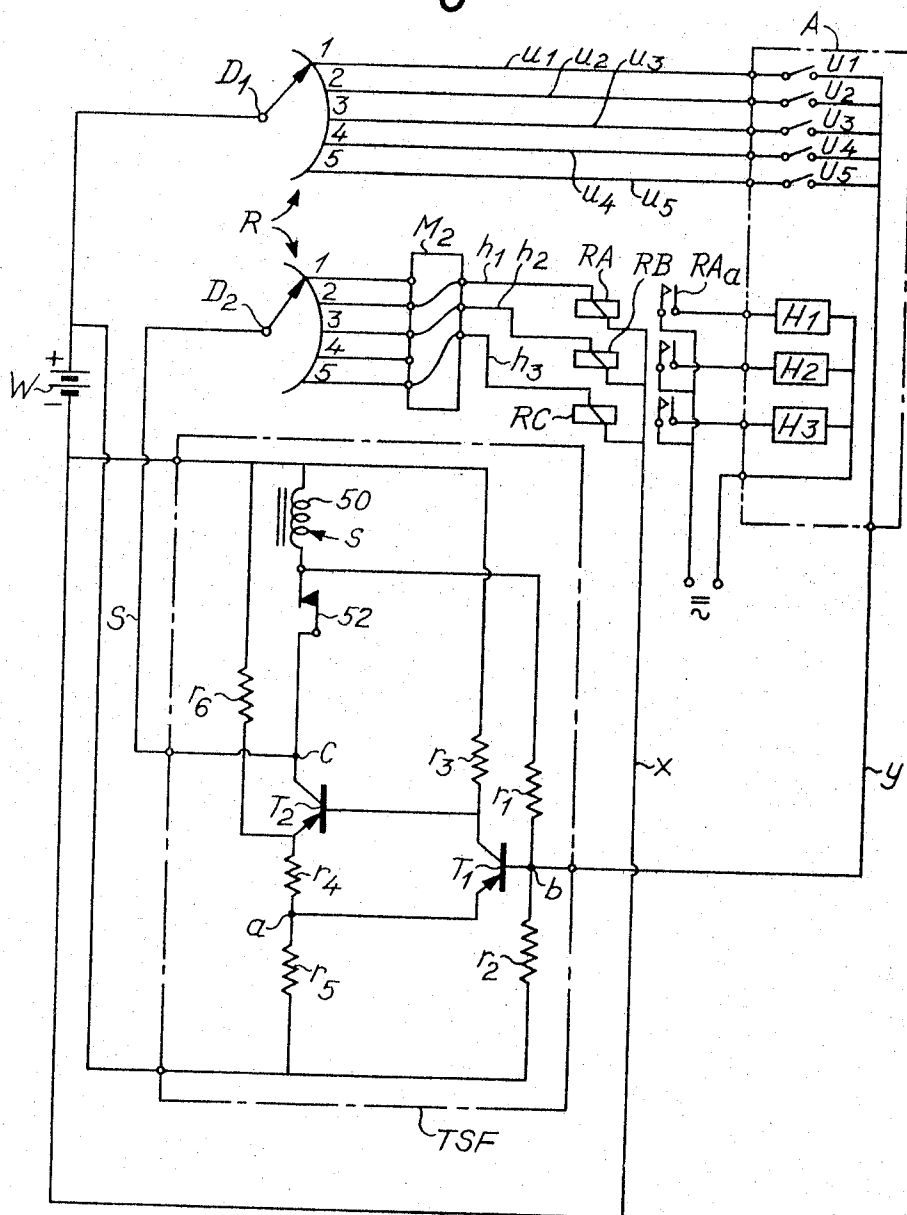 A
D1
1
2
3
4
5
u1 u2 u3
u4 u5
U1
U2
U3
U4
U5
R
M2
D2
1
2
3
4
5
h1 h2
h3
RA
RB
RC
RAa
H1
H2
H3
+
W
−
50
S
52
S
r6
C
r3
r1
x
y
T2
T1
b
r4
a
r5
r2
TSF